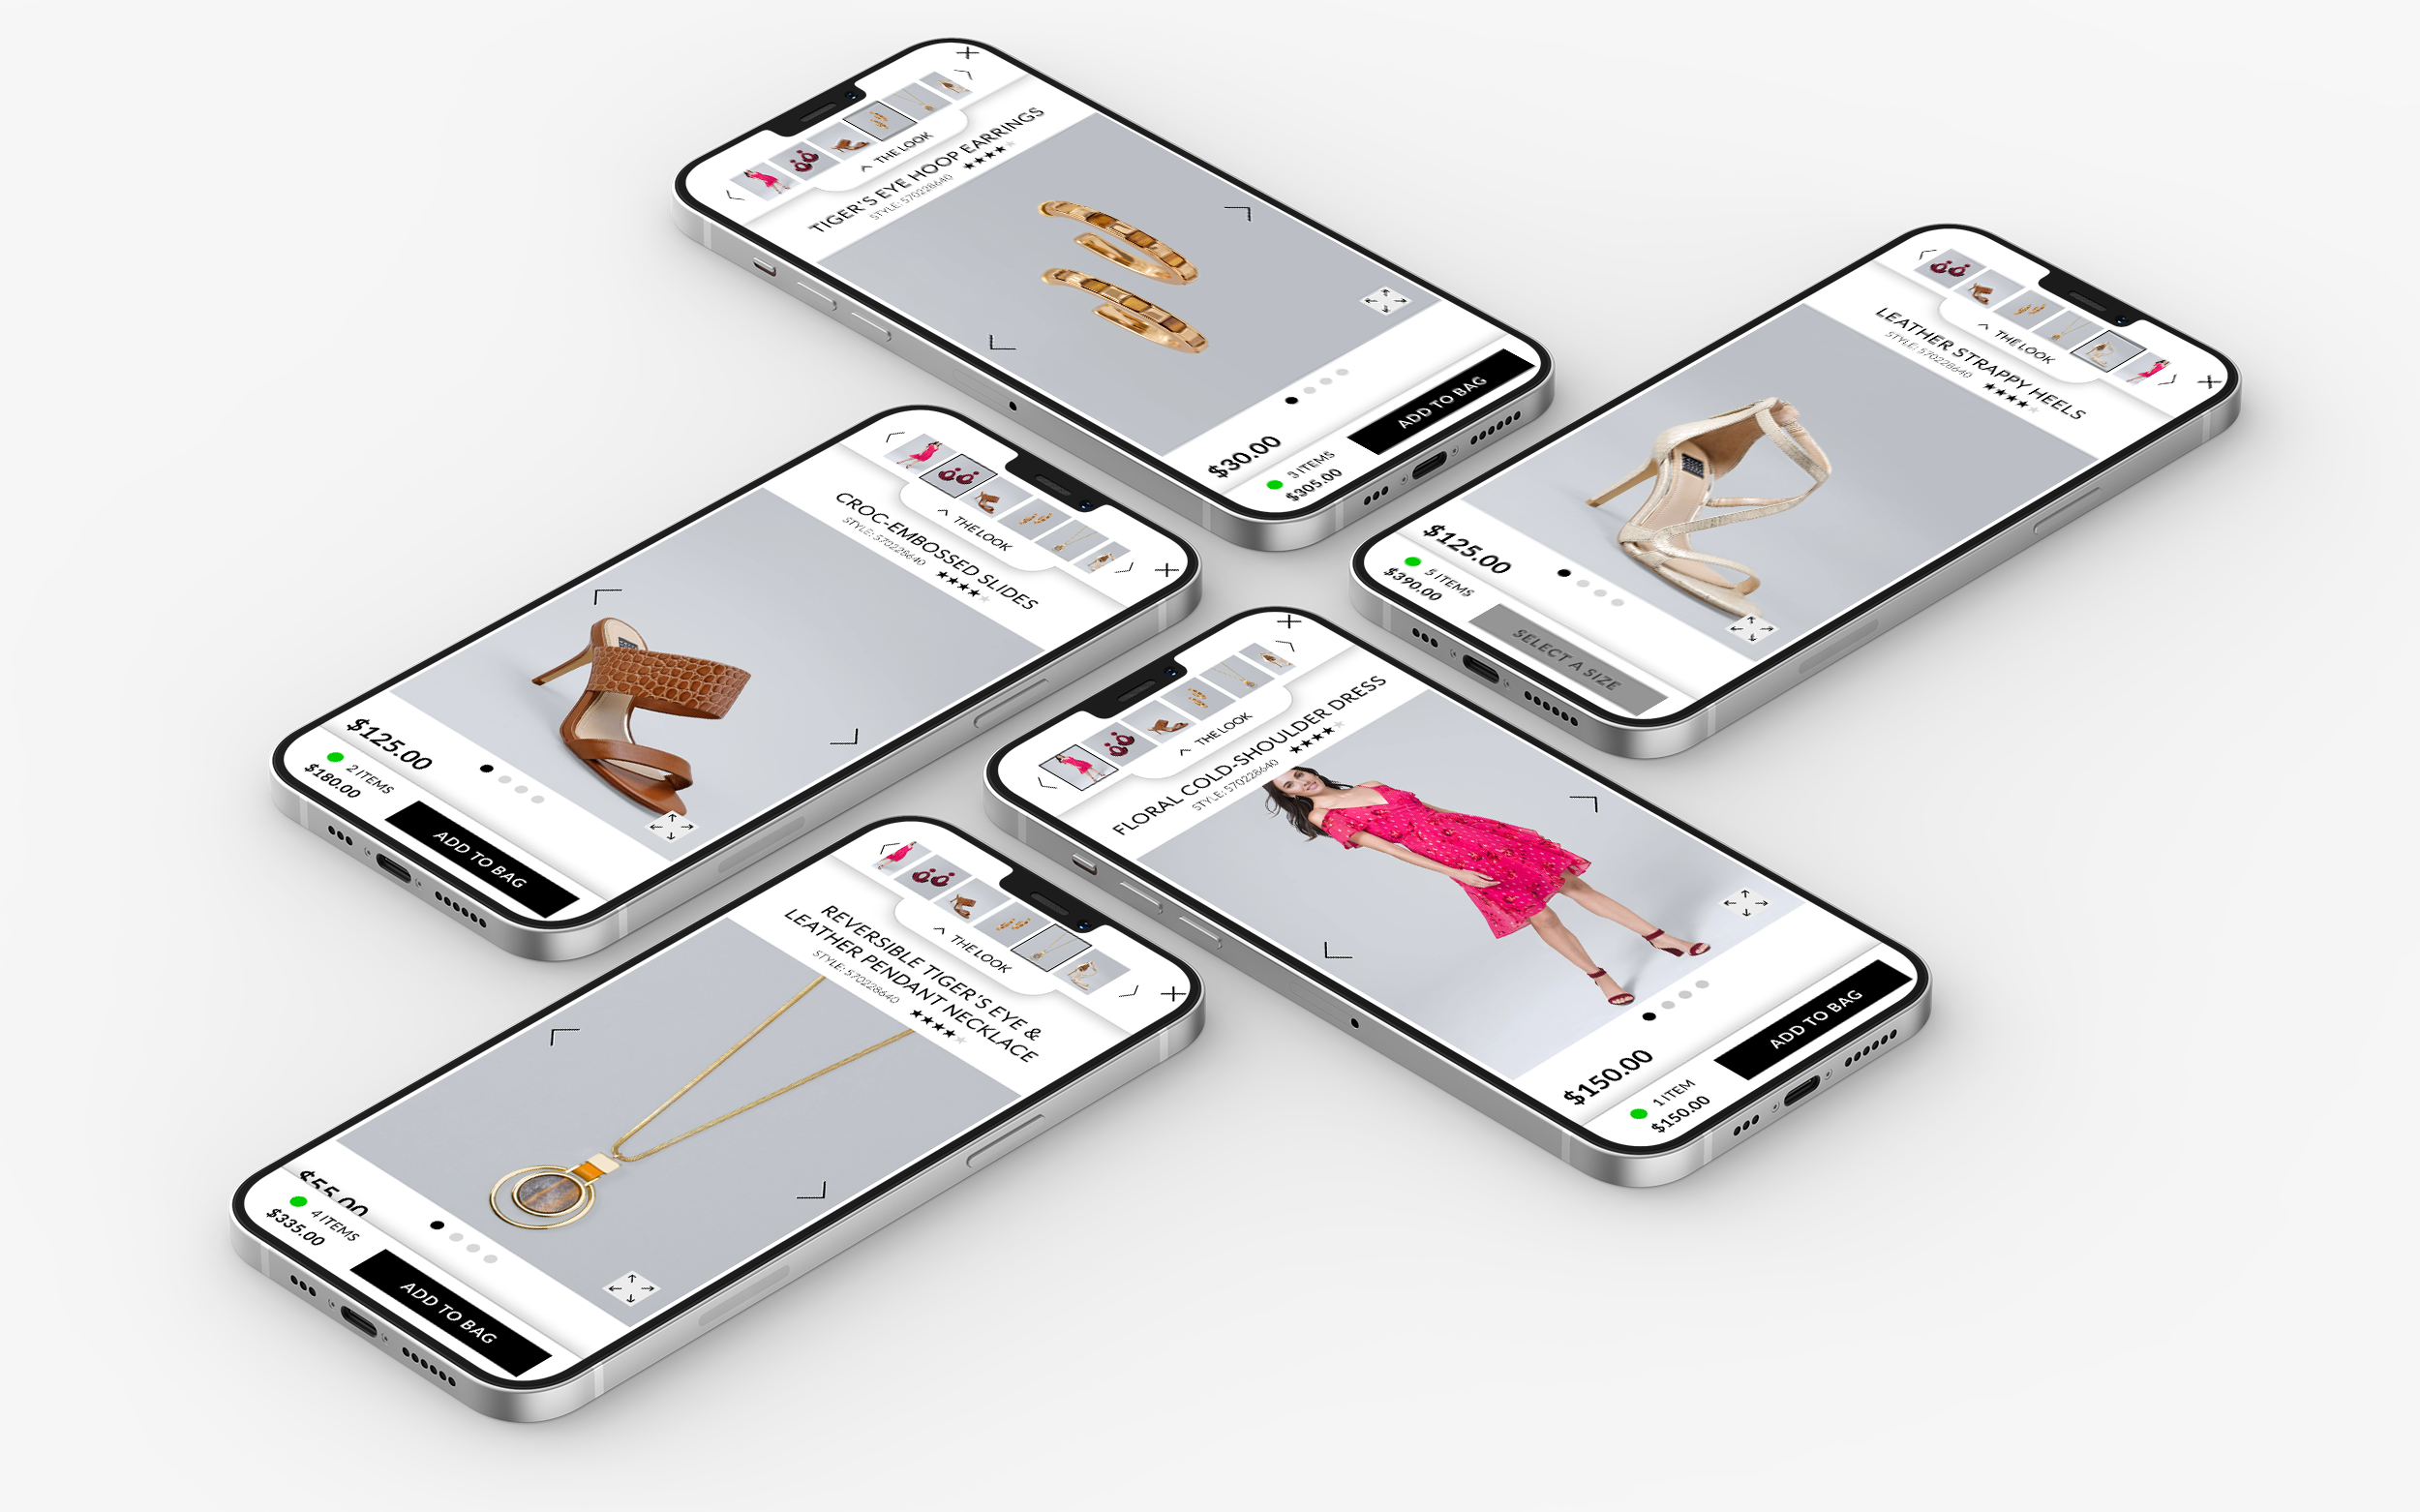 THE LOOK
TIGER'S EYE HOOP EARRINGS
STYLE: 570228640
$30.00
3 ITEMS
$305.00
ADD TO BAG
THE LOOK
LEATHER STRAPPY HEELS
STYLE: 570228640
$125.00
5 ITEMS
$390.00
SELECT A SIZE
THE LOOK
CROC-EMBOSSED SLIDES
STYLE: 570228640
$125.00
2 ITEMS
$180.00
ADD TO BAG
THE LOOK
FLORAL COLD-SHOULDER DRESS
STYLE: 570228640
$150.00
1 ITEM
$150.00
ADD TO BAG
THE LOOK
REVERSIBLE TIGER'S EYE &
LEATHER PENDANT NECKLACE
STYLE: 570228640
$55.00
4 ITEMS
$335.00
ADD TO BAG